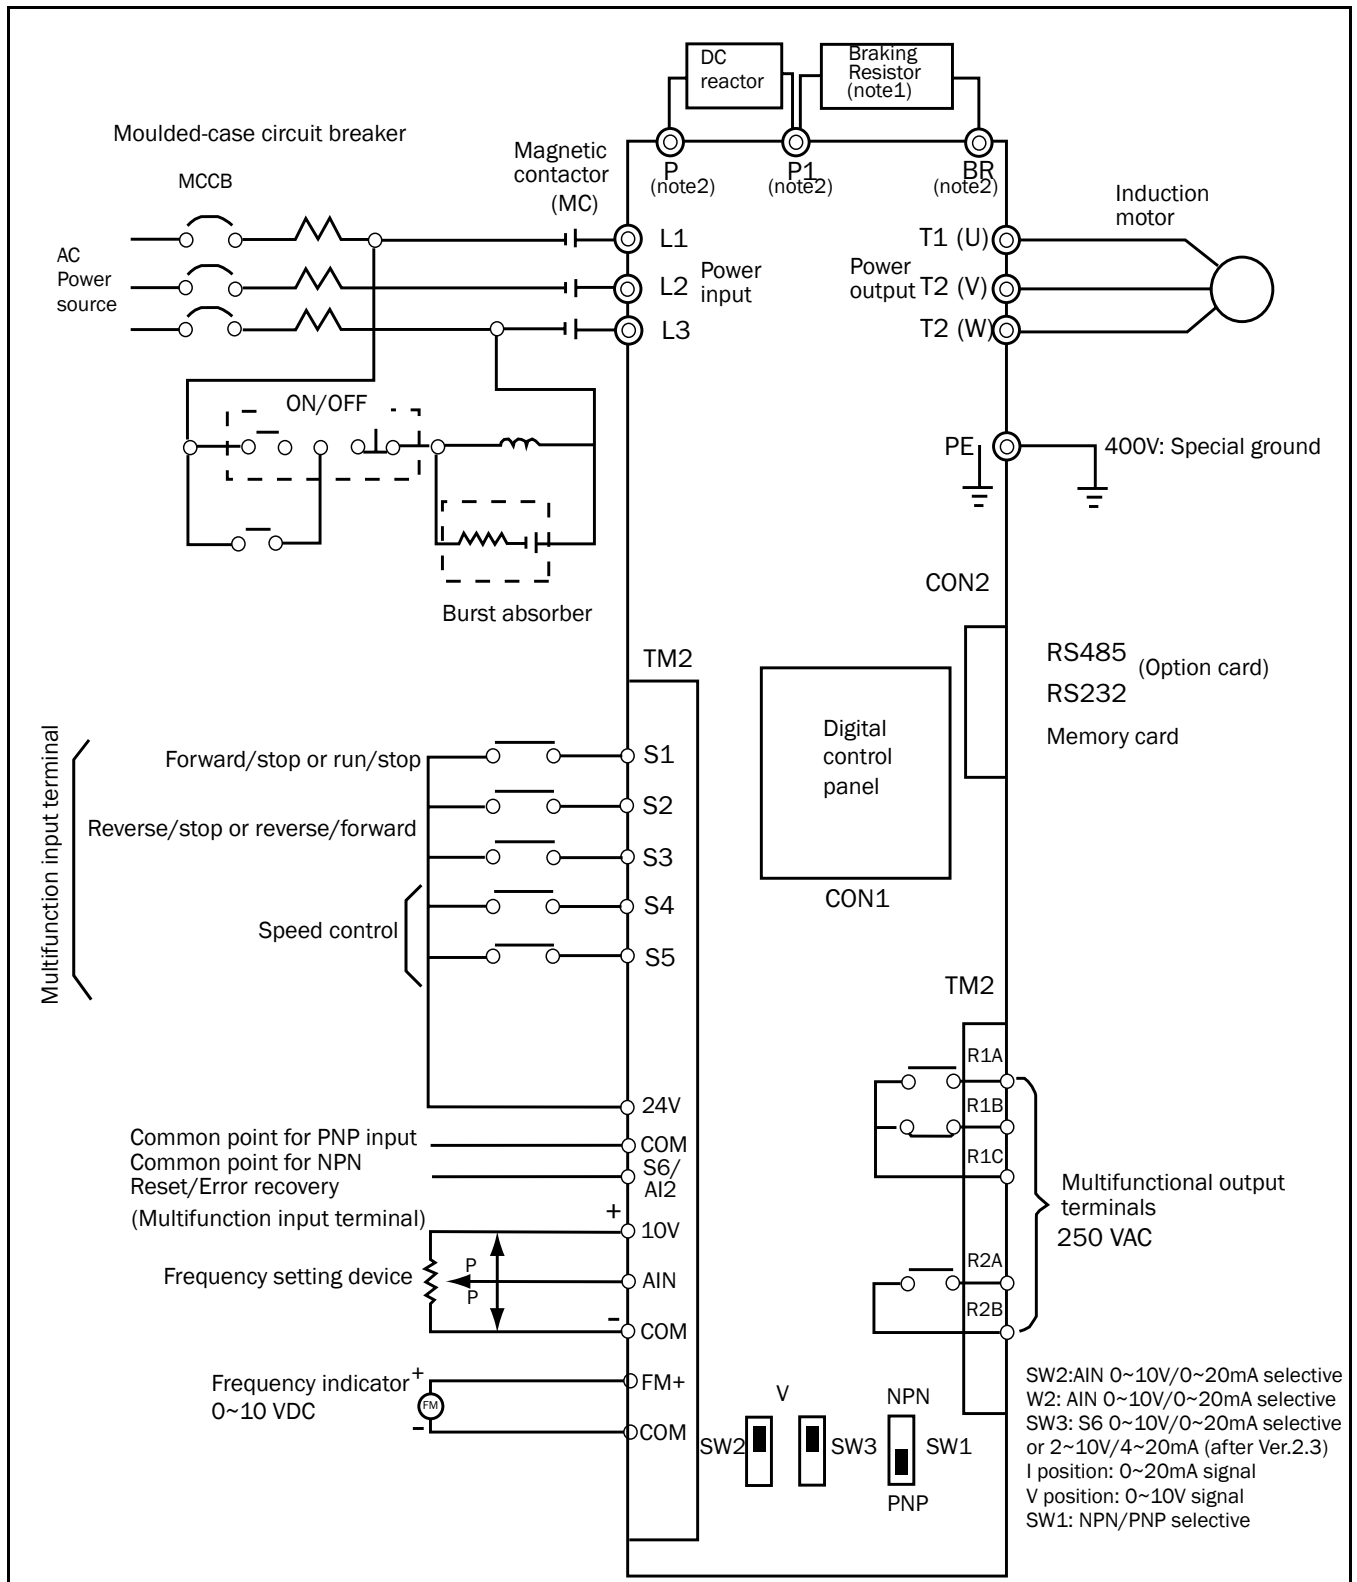 DC
reactor
Braking
Resistor
(note1)
Moulded-case circuit breaker
MCCB
Magnetic
contactor
(MC)
P
(note2)
P1
(note2)
BR
(note2)
Induction
motor
AC
Power
source
L1
L2
L3
Power
input
Power
output
T1 (U)
T2 (V)
T2 (W)
ON/OFF
PE
400V: Special ground
Burst absorber
CON2
RS485
(Option card)
RS232
Memory card
TM2
Digital
control
panel
CON1
Multifunction input terminal
Forward/stop or run/stop
Reverse/stop or reverse/forward
Speed control
S1
S2
S3
S4
S5
TM2
R1A
R1B
R1C
R2A
R2B
Multifunctional output
terminals
250 VAC
24V
Common point for PNP input
Common point for NPN
Reset/Error recovery
(Multifunction input terminal)
COM
S6/
AI2
+
10V
Frequency setting device
P
P
AIN
-
COM
Frequency indicator
0~10 VDC
+
FM
-
FM+
COM
V
NPN
SW2
SW3
SW1
PNP
SW2:AIN 0~10V/0~20mA selective
W2: AIN 0~10V/0~20mA selective
SW3: S6 0~10V/0~20mA selective
or 2~10V/4~20mA (after Ver.2.3)
I position: 0~20mA signal
V position: 0~10V signal
SW1: NPN/PNP selective